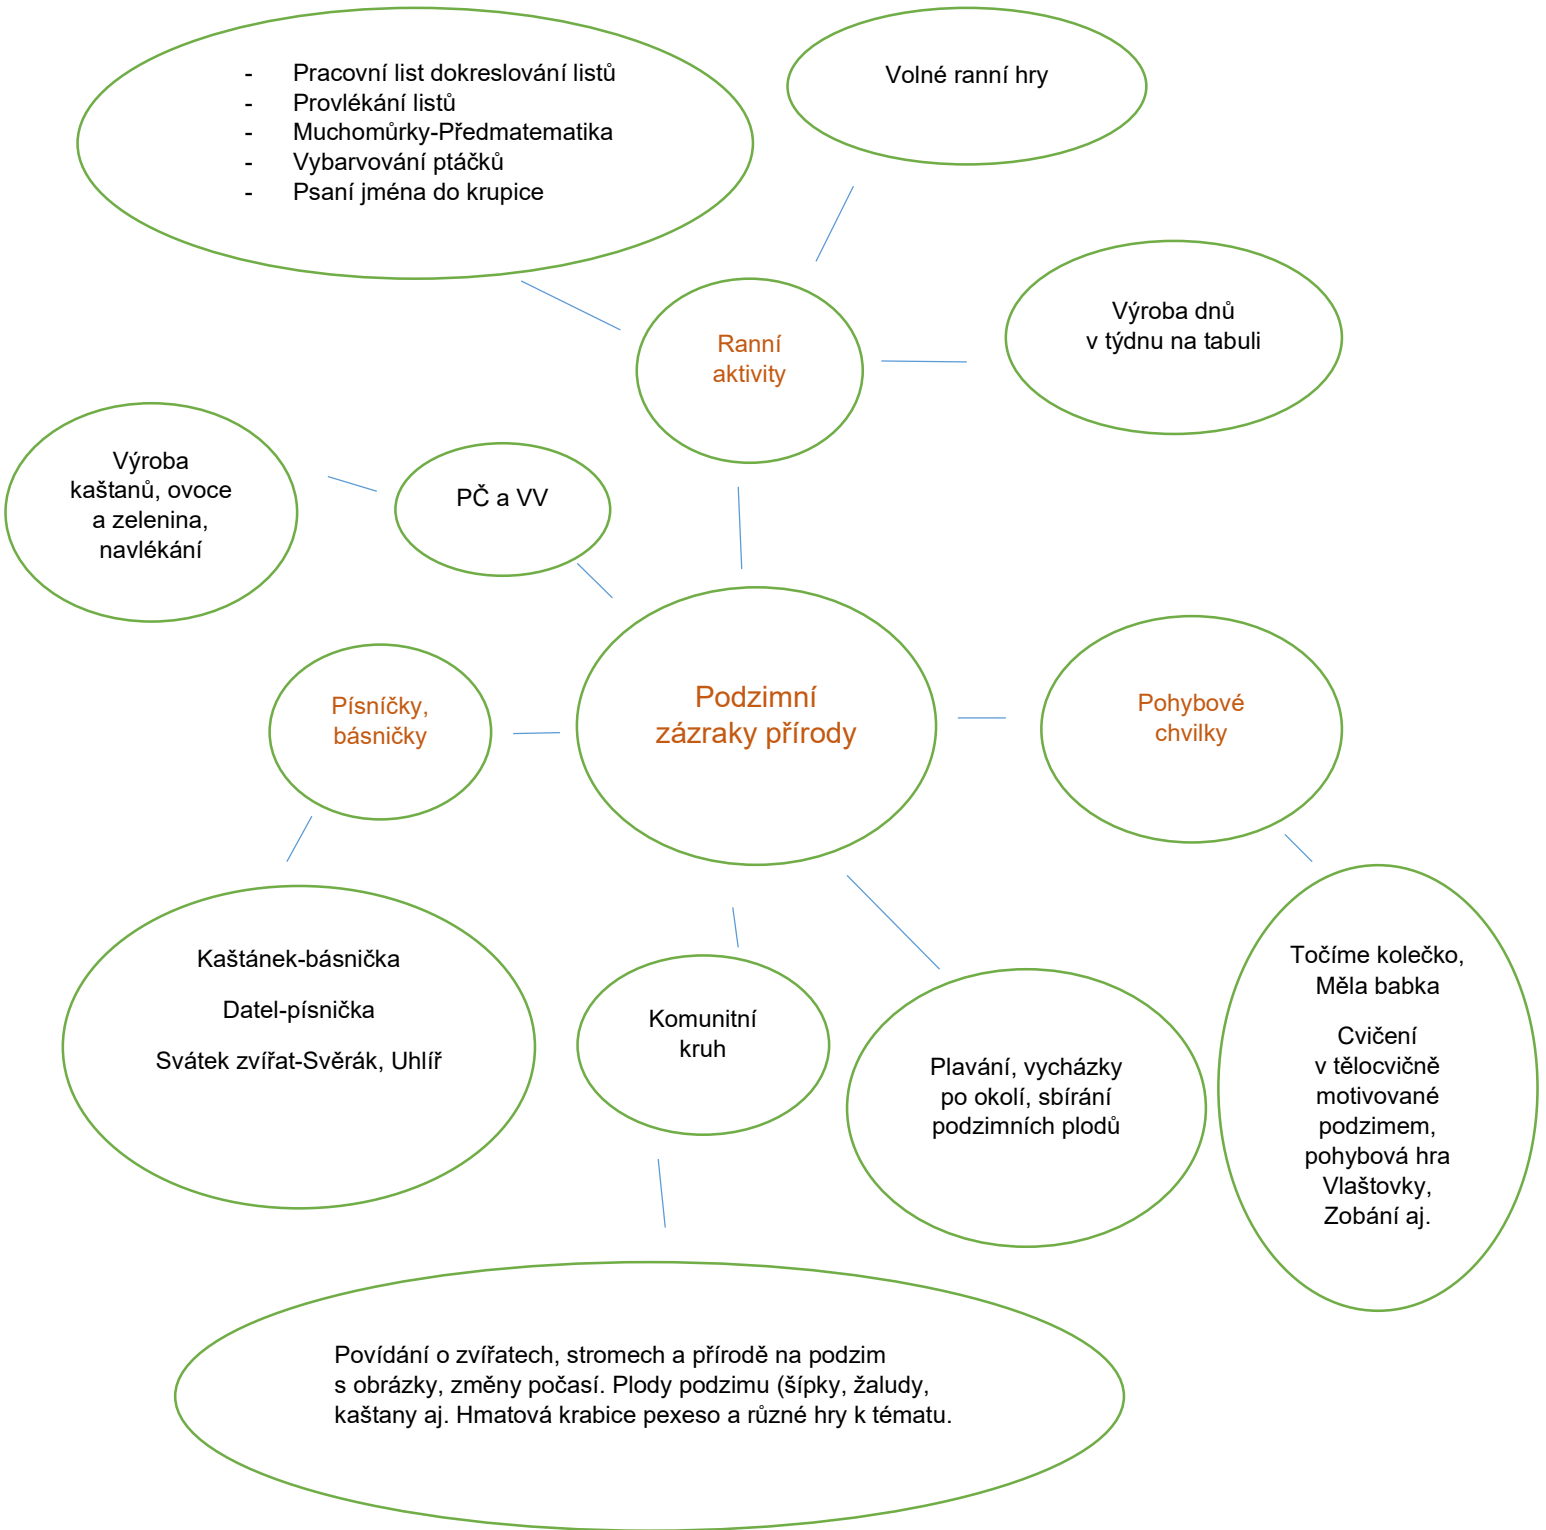 - Pracovní list dokreslování listů
- Provlékání listů
- Muchomůrky-Předmatematika
- Vybarvování ptáčků
- Psaní jména do krupice
Volné ranní hry
Ranní
aktivity
Výroba dnů
v týdnu na tabuli
Výroba
kaštanů, ovoce
a zelenina,
navlékání
PČ a VV
Písníčky,
básničky
Podzimní
zázraky přírody
Pohybové
chvilky
Kaštánek-básnička
Datel-písnička
Svátek zvířat-Svěrák, Uhlíř
Komunitní
kruh
Plavání, vycházky
po okolí, sbírání
podzimních plodů
Točíme kolečko,
Měla babka
Cvičení
v tělocvičně
motivované
podzimem,
pohybová hra
Vlaštovky,
Zobání aj.
Povídání o zvířatech, stromech a přírodě na podzim
s obrázky, změny počasí. Plody podzimu (šípky, žaludy,
kaštany aj. Hmatová krabice pexeso a různé hry k tématu.